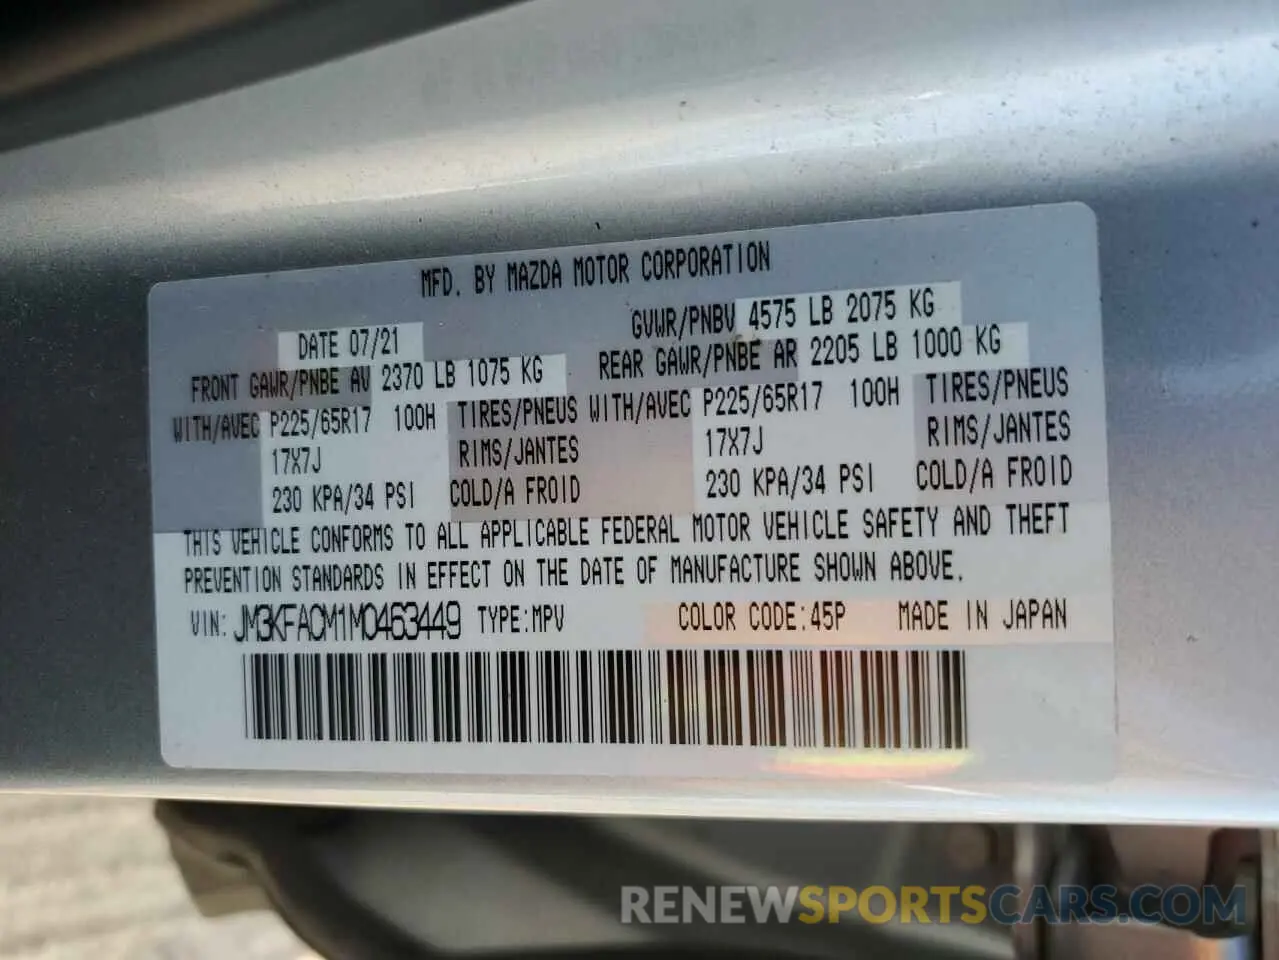 MFD. BY MAZDA MOTOR CORPORATION
DATE 07/21 GVWR/PNBV 4575 LB 2075 KG
FRONT GAWR/PNBE AV 2370 LB 1075 KG REAR GAWR/PNBE AR 2205 LB 1000 KG
WITH/AVEC P225/65R17 100H TIRES/PNEUS WITH/AVEC P225/65R17 100H TIRES/PNEUS
17X7J RIMS/JANTES 17X7J RIMS/JANTES
230 KPA/34 PSI COLD/A FROID 230 KPA/34 PSI COLD/A FROID
THIS VEHICLE CONFORMS TO ALL APPLICABLE FEDERAL MOTOR VEHICLE SAFETY AND THEFT
PREVENTION STANDARDS IN EFFECT ON THE DATE OF MANUFACTURE SHOWN ABOVE.
VIN: JM3KFACM1M0463449 TYPE:MPV COLOR CODE:45P MADE IN JAPAN
RENEWSPORTSCARS.COM